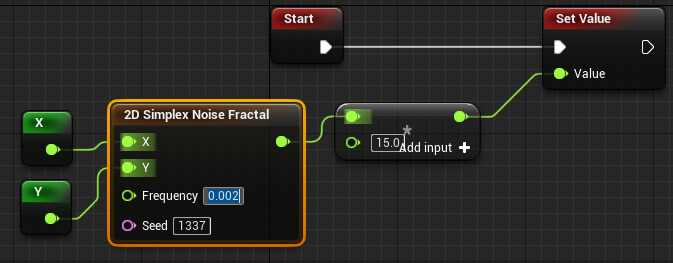 Start
Set Value
Value
X
2D Simplex Noise Fractal
X
Y
Frequency 0.002
Seed 1337
Y
*
15.0
Add input +